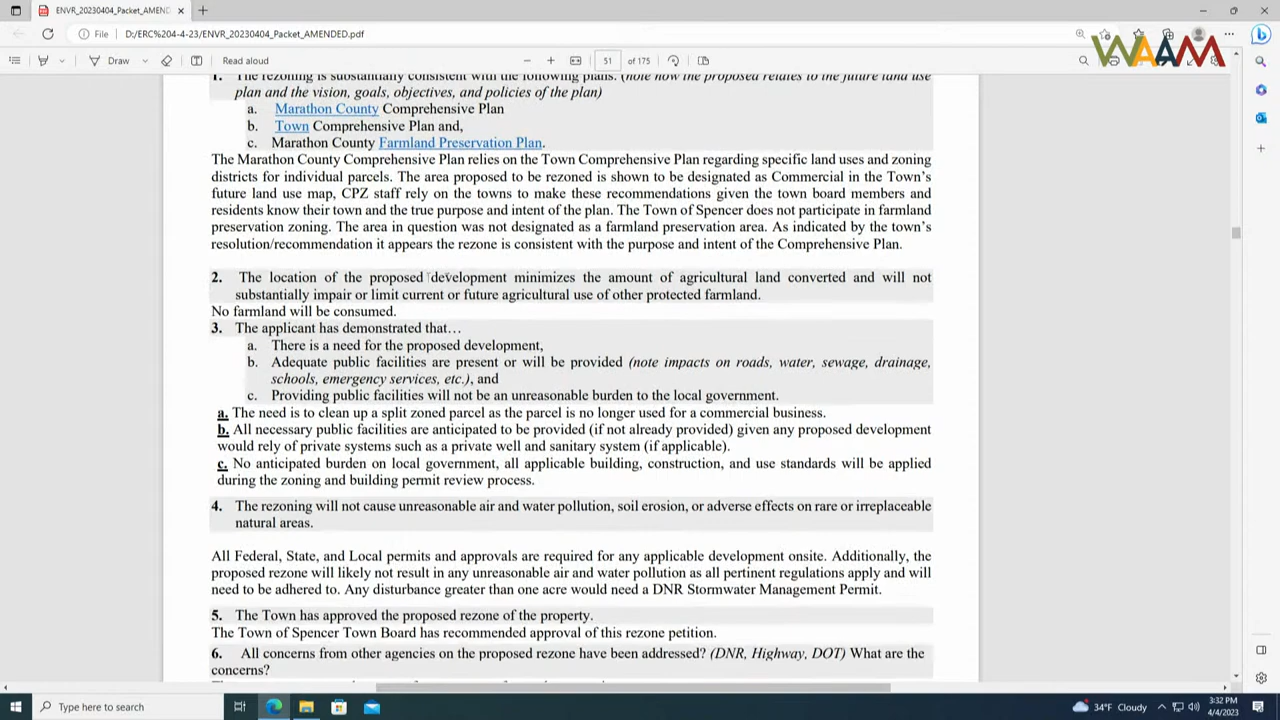 ENVR_20230404_Packet_AMEND
File D:/ERC%204-4-23/ENVR_20230404_Packet_AMENDED.pdf
WAAM
Draw Read aloud 51 of 175
1. The rezoning is substantially consistent with the following plans. (note how the proposed relates to the future land use
plan and the vision, goals, objectives, and policies of the plan)
a. Marathon County Comprehensive Plan
b. Town Comprehensive Plan and,
c. Marathon County Farmland Preservation Plan.
The Marathon County Comprehensive Plan relies on the Town Comprehensive Plan regarding specific land uses and zoning
districts for individual parcels. The area proposed to be rezoned is shown to be designated as Commercial in the Town's
future land use map, CPZ staff rely on the towns to make these recommendations given the town board members and
residents know their town and the true purpose and intent of the plan. The Town of Spencer does not participate in farmland
preservation zoning. The area in question was not designated as a farmland preservation area. As indicated by the town's
resolution/recommendation it appears the rezone is consistent with the purpose and intent of the Comprehensive Plan.
2. The location of the proposed development minimizes the amount of agricultural land converted and will not
substantially impair or limit current or future agricultural use of other protected farmland.
No farmland will be consumed.
3. The applicant has demonstrated that…
a. There is a need for the proposed development,
b. Adequate public facilities are present or will be provided (note impacts on roads, water, sewage, drainage,
schools, emergency services, etc.), and
c. Providing public facilities will not be an unreasonable burden to the local government.
a. The need is to clean up a split zoned parcel as the parcel is no longer used for a commercial business.
b. All necessary public facilities are anticipated to be provided (if not already provided) given any proposed development
would rely of private systems such as a private well and sanitary system (if applicable).
c. No anticipated burden on local government, all applicable building, construction, and use standards will be applied
during the zoning and building permit review process.
4. The rezoning will not cause unreasonable air and water pollution, soil erosion, or adverse effects on rare or irreplaceable
natural areas.
All Federal, State, and Local permits and approvals are required for any applicable development onsite. Additionally, the
proposed rezone will likely not result in any unreasonable air and water pollution as all pertinent regulations apply and will
need to be adhered to. Any disturbance greater than one acre would need a DNR Stormwater Management Permit.
5. The Town has approved the proposed rezone of the property.
The Town of Spencer Town Board has recommended approval of this rezone petition.
6. All concerns from other agencies on the proposed rezone have been addressed? (DNR, Highway, DOT) What are the
concerns?
Type here to search
34°F Cloudy
3:32 PM
4/4/2023